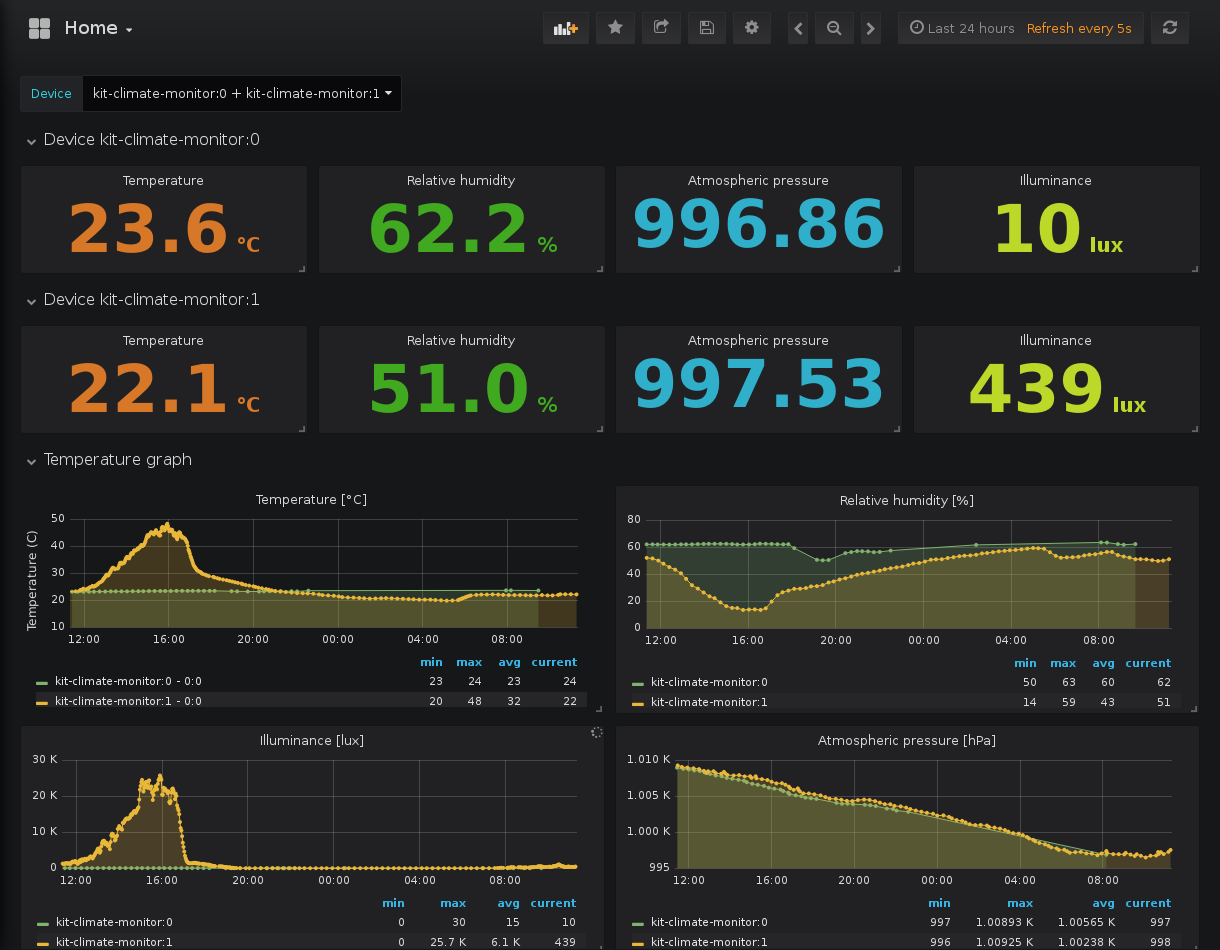 Home
Last 24 hours Refresh every 5s
Device kit-climate-monitor:0 + kit-climate-monitor:1
Device kit-climate-monitor:0
Temperature Relative humidity Atmospheric pressure Illuminance
23.6 °C 62.2 % 996.86 10 lux
Device kit-climate-monitor:1
Temperature Relative humidity Atmospheric pressure Illuminance
22.1 °C 51.0 % 997.53 439 lux
Temperature graph
Temperature [°C]
Temperature (C)
50
40
30
20
10
12:00 16:00 20:00 00:00 04:00 08:00
min max avg current
kit-climate-monitor:0 - 0:0 23 24 23 24
kit-climate-monitor:1 - 0:0 20 48 32 22
Relative humidity [%]
80
60
40
20
0
12:00 16:00 20:00 00:00 04:00 08:00
min max avg current
kit-climate-monitor:0 50 63 60 62
kit-climate-monitor:1 14 59 43 51
Illuminance [lux]
30 K
20 K
10 K
0
12:00 16:00 20:00 00:00 04:00 08:00
min max avg current
kit-climate-monitor:0 0 30 15 10
kit-climate-monitor:1 0 25.7 K 6.1 K 439
Atmospheric pressure [hPa]
1.010 K
1.005 K
1.000 K
995
12:00 16:00 20:00 00:00 04:00 08:00
min max avg current
kit-climate-monitor:0 997 1.00893 K 1.00565 K 997
kit-climate-monitor:1 996 1.00925 K 1.00238 K 998